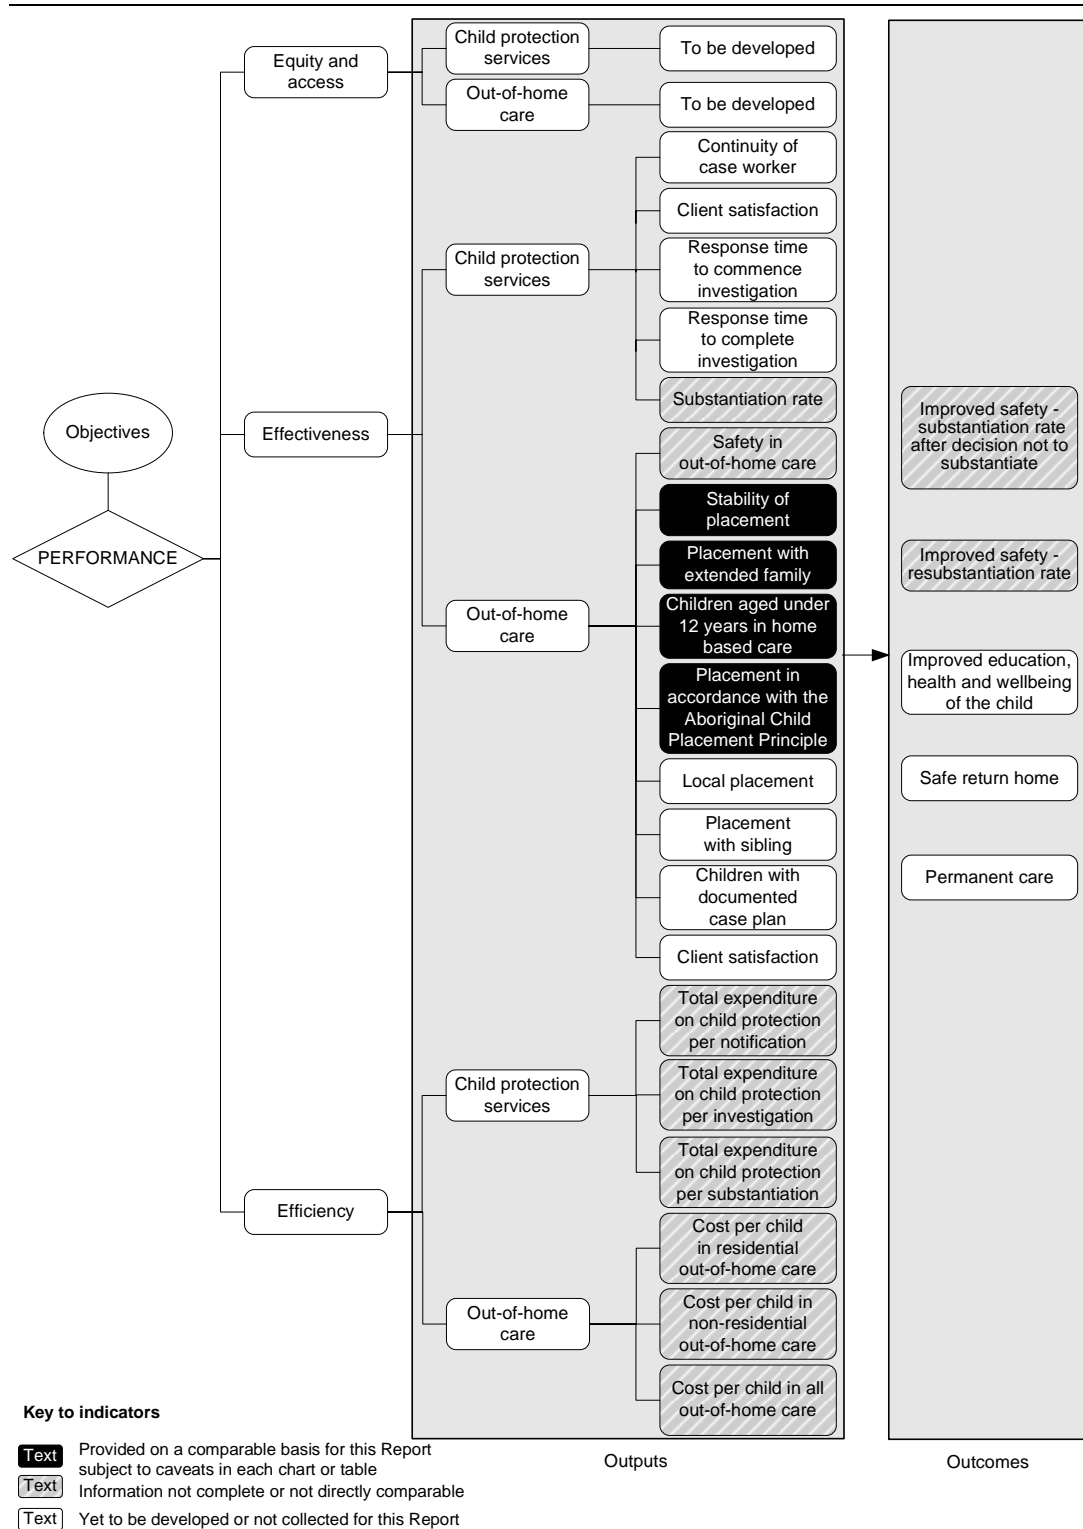 Objectives
PERFORMANCE
Equity and
access
Effectiveness
Efficiency
Child protection
services
Out-of-home
care
Child protection
services
Out-of-home
care
Child protection
services
Out-of-home
care
To be developed
To be developed
Continuity of
case worker
Client satisfaction
Response time
to commence
investigation
Response time
to complete
investigation
Substantiation rate
Safety in
out-of-home care
Stability of
placement
Placement with
extended family
Children aged under
12 years in home
based care
Placement in
accordance with the
Aboriginal Child
Placement Principle
Local placement
Placement
with sibling
Children with
documented
case plan
Client satisfaction
Total expenditure
on child protection
per notification
Total expenditure
on child protection
per investigation
Total expenditure
on child protection
per substantiation
Cost per child
in residential
out-of-home care
Cost per child in
non-residential
out-of-home care
Cost per child in all
out-of-home care
Improved safety -
substantiation rate
after decision not to
substantiate
Improved safety -
resubstantiation rate
Improved education,
health and wellbeing
of the child
Safe return home
Permanent care
Outputs
Outcomes
Key to indicators
Text Provided on a comparable basis for this Report
subject to caveats in each chart or table
Text Information not complete or not directly comparable
Text Yet to be developed or not collected for this Report